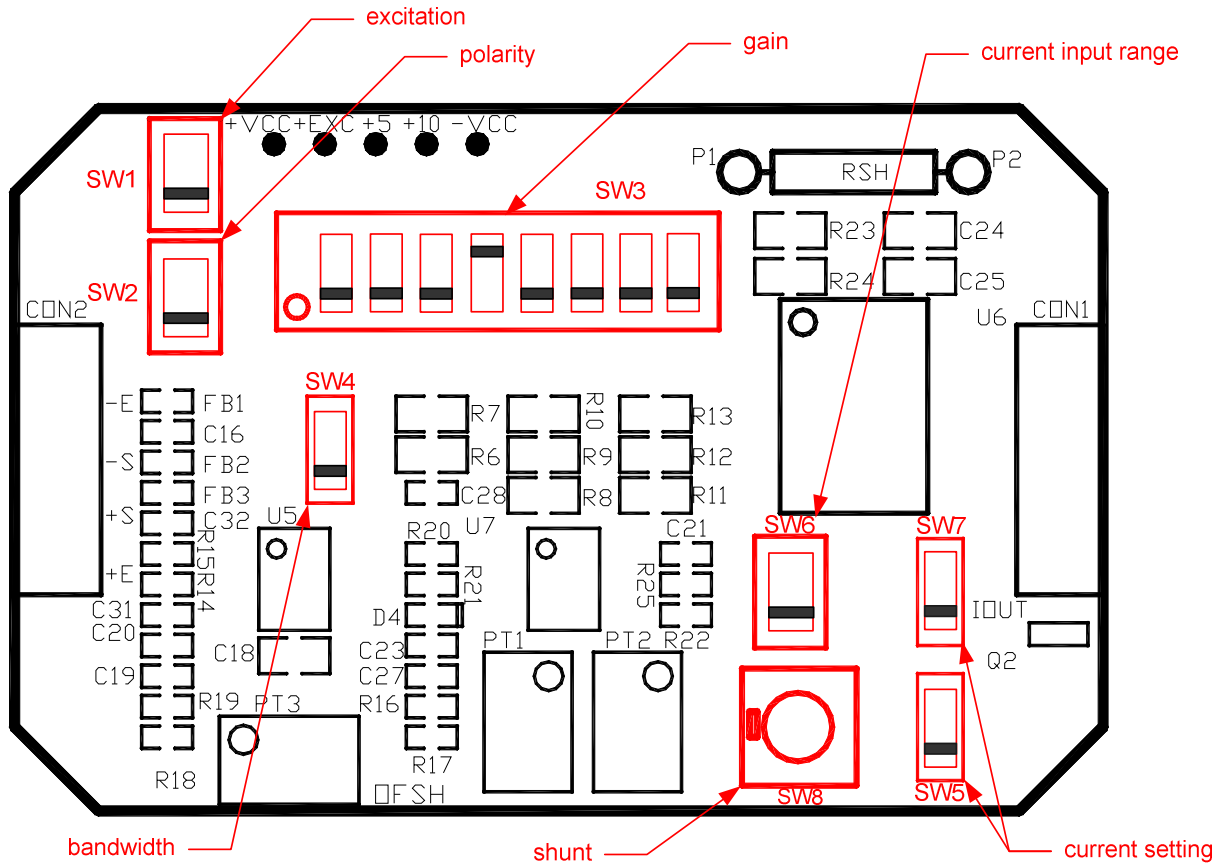 excitation
polarity
gain
current input range
+VCC +EXC +5 +10 -VCC
P1
RSH
P2
SW1
SW3
R23
C24
SW2
R24
C25
CON2
U6
CON1
SW4
-E
FB1
C16
-S
FB2
FB3
+S
C32
R15
+E
R14
C31
C20
C19
R19
R18
U5
C18
PT3
OFSH
R7
R6
C28
R20
U7
R21
D4
C23
C27
R16
R17
R10
R9
R8
R13
R12
R11
C21
R25
R22
PT1
PT2
SW6
SW7
IOUT
Q2
SW8
SW5
bandwidth
shunt
current setting